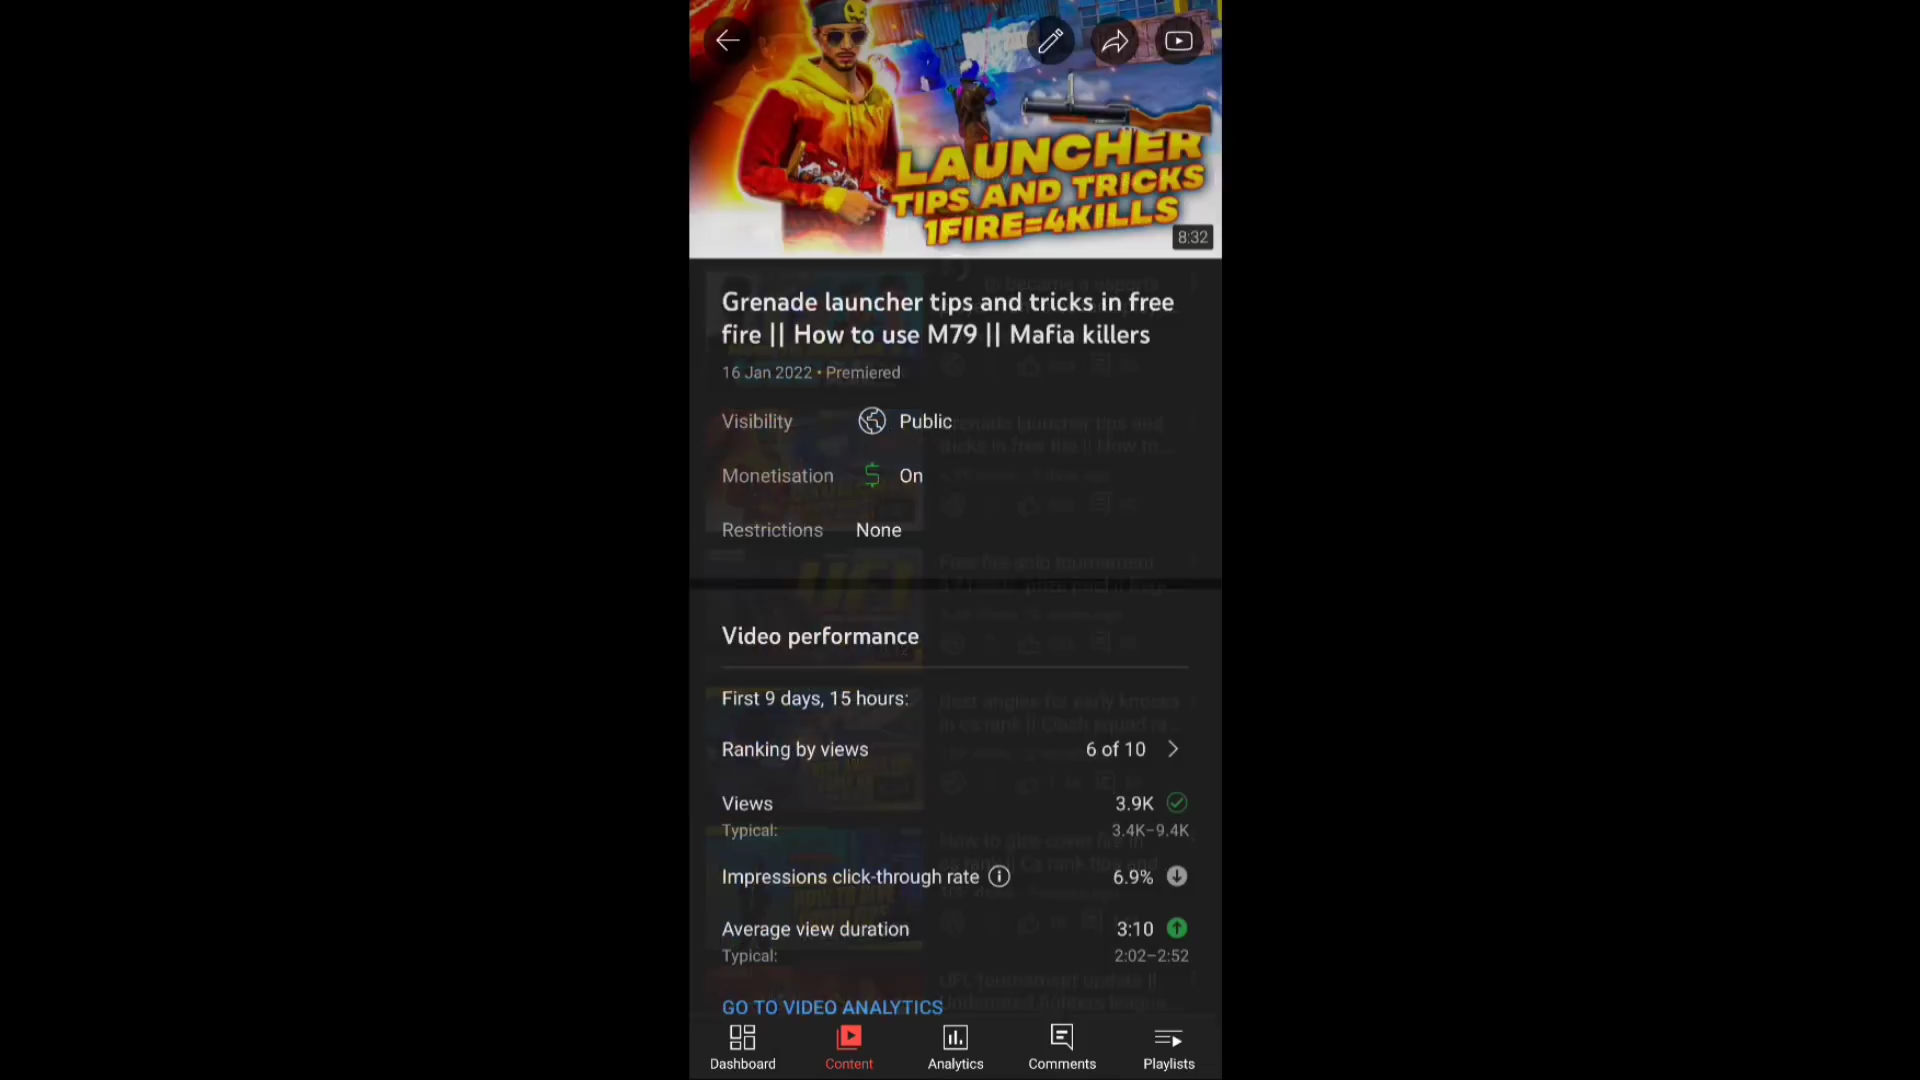 LAUNCHER
TIPS AND TRICKS
1FIRE=4KILLS
8:32
Grenade launcher tips and tricks in free
fire || How to use M79 || Mafia killers
16 Jan 2022 • Premiered
Visibility Public
Monetisation On
Restrictions None
Video performance
First 9 days, 15 hours:
Ranking by views 6 of 10
Views 3.9K
Typical: 3.4K–9.4K
Impressions click-through rate 6.9%
Average view duration 3:10
Typical: 2:02–2:52
GO TO VIDEO ANALYTICS
Dashboard Content Analytics Comments Playlists